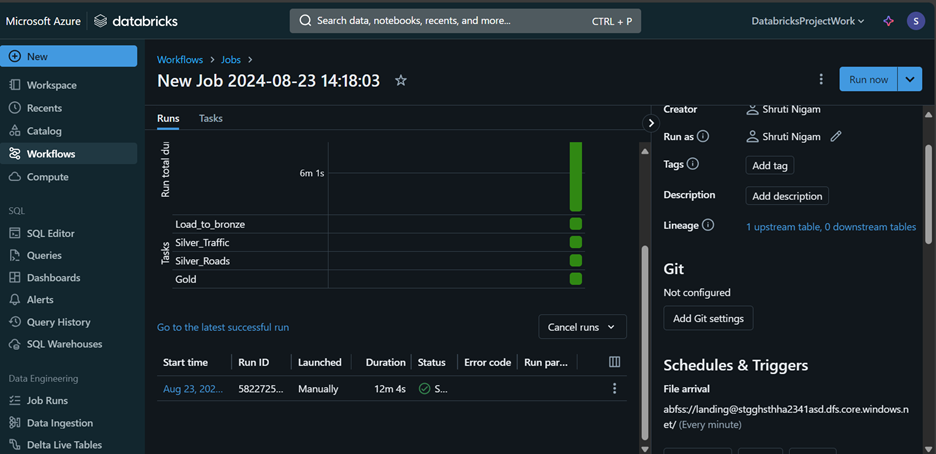 Microsoft Azure databricks Search data, notebooks, recents, and more... CTRL + P DatabricksProjectWork S
New
Workspace
Recents
Catalog
Workflows
Compute
SQL
SQL Editor
Queries
Dashboards
Alerts
Query History
SQL Warehouses
Data Engineering
Job Runs
Data Ingestion
Delta Live Tables
Workflows > Jobs >
New Job 2024-08-23 14:18:03
Run now
Runs Tasks
Run total du
6m 1s
Tasks
Load_to_bronze
Silver_Traffic
Silver_Roads
Gold
Go to the latest successful run Cancel runs
Start time Run ID Launched Duration Status Error code Run par...
Aug 23, 202... 5822725... Manually 12m 4s S...
Creator Shruti Nigam
Run as Shruti Nigam
Tags Add tag
Description Add description
Lineage 1 upstream table, 0 downstream tables
Git
Not configured
Add Git settings
Schedules & Triggers
File arrival
abfss://landing@stgghsthha2341asd.dfs.core.windows.n
et/ (Every minute)